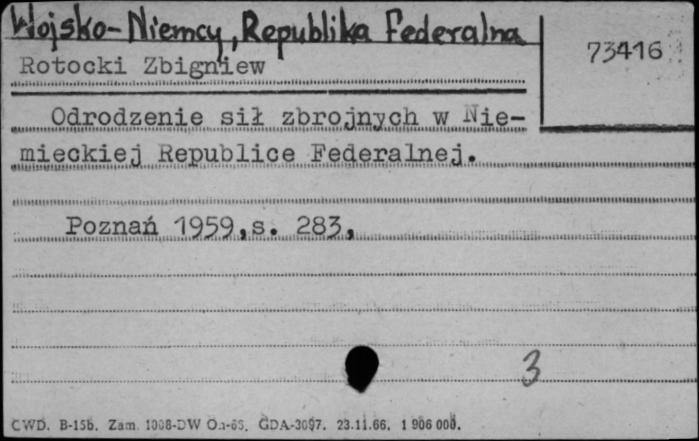 Wojsko-Niemcy, Republika Federalna
73416
Rotocki Zbigniew
Odrodzenie sił zbrojnych w Nie-
mieckiej Republice Federalnej.
Poznań 1959,s. 283,
3
CWD. B-15b. Zam. 1008-DW On-65. GDA-3097. 23.11.66. 1 906 000.